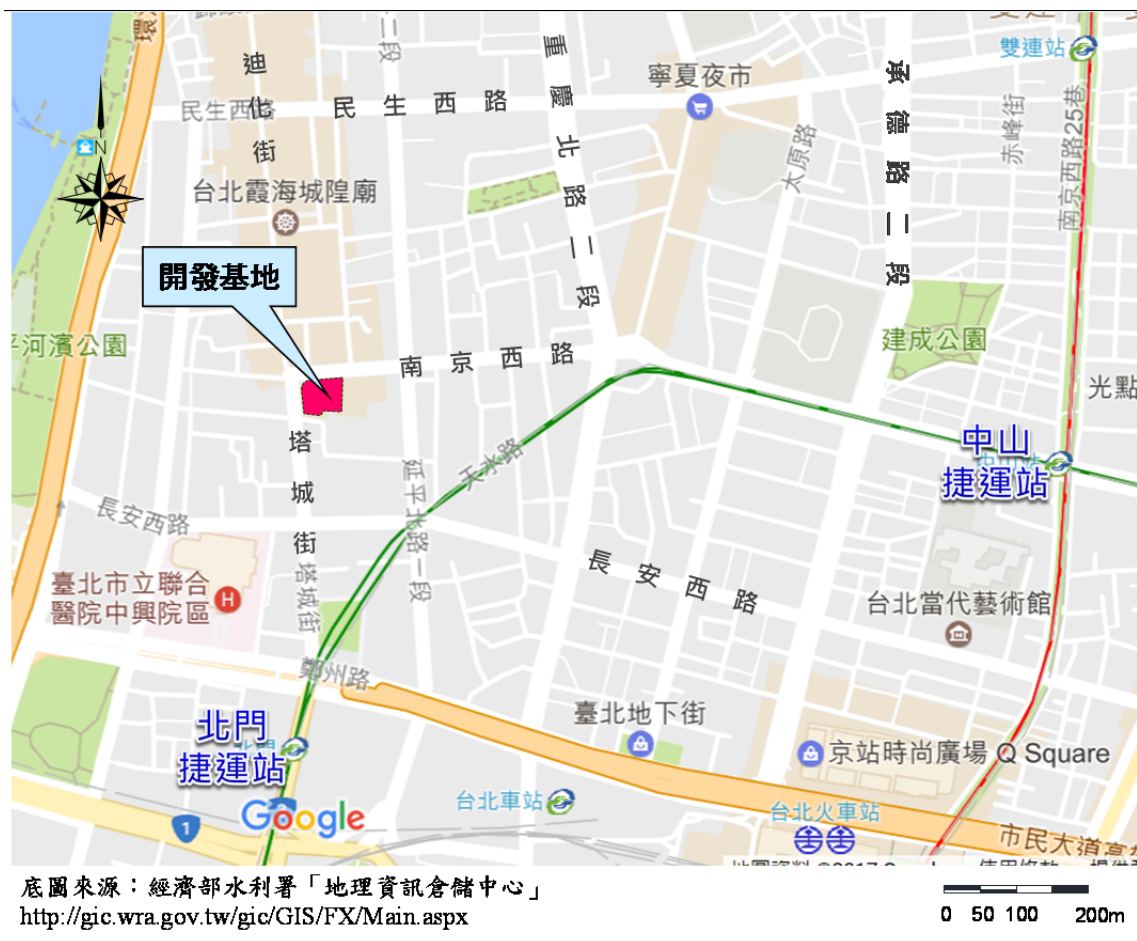 雙連站
重慶北路二段
迪化街
承德路二段
寧夏夜市
民生西路
民生西路
太原路
赤峰街
南京西路25巷
N
台北霞海城隍廟
開發基地
平河濱公園
南京西路
建成公園
光點
中山
捷運站
塔城街
天水路
延平北路一段
長安西路
塔城街
長安西路
臺北市立聯合
醫院中興院區
H
台北當代藝術館
鄭州路
臺北地下街
北門
捷運站
京站時尚廣場 Q Square
Google
台北車站
台北火車站
1
市民大道高
底圖來源：經濟部水利署「地理資訊倉儲中心」
http://gic.wra.gov.tw/gic/GIS/FX/Main.aspx
0 50 100 200m